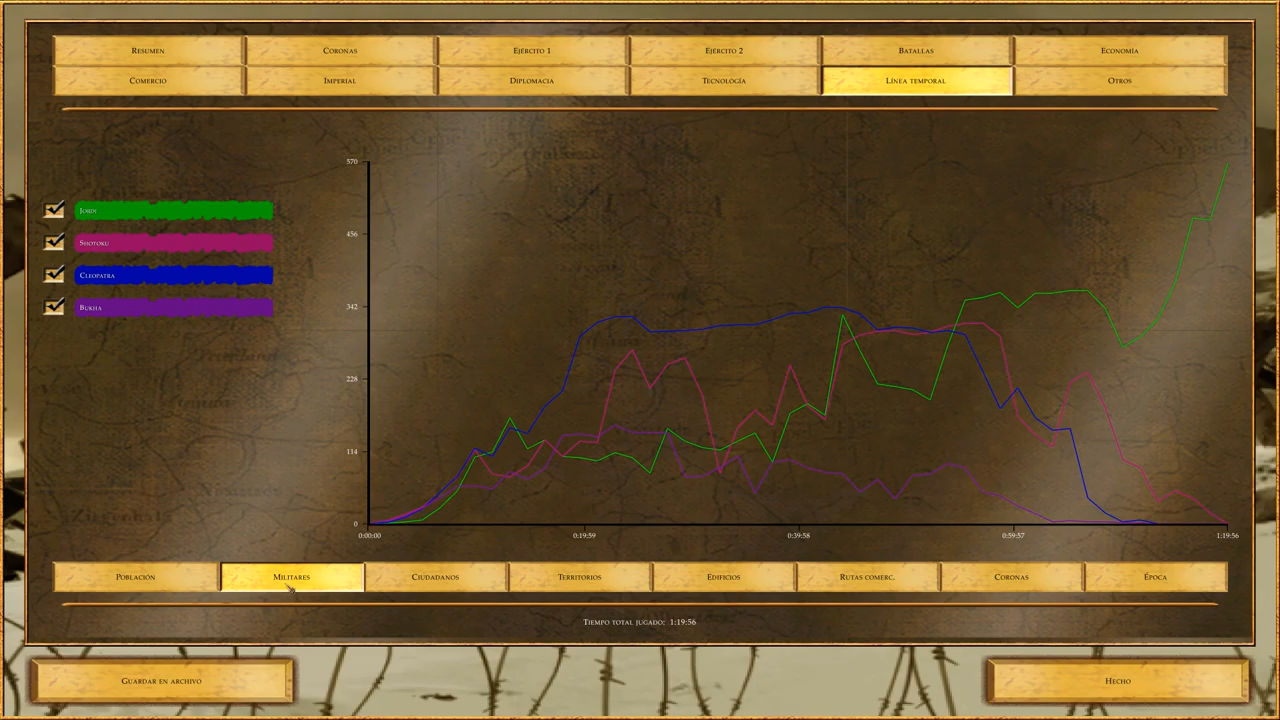 Resumen Coronas Ejército 1 Ejército 2 Batallas Economía
Comercio Imperial Diplomacia Tecnología Línea temporal Otros
570
456
342
228
114
0
Jordi
Shotoku
Cleopatra
Bukha
0:00:00 0:19:59 0:39:58 0:59:57 1:19:56
Población Militares Ciudadanos Territorios Edificios Rutas comerc. Coronas Época
Tiempo total jugado: 1:19:56
Guardar en archivo Hecho